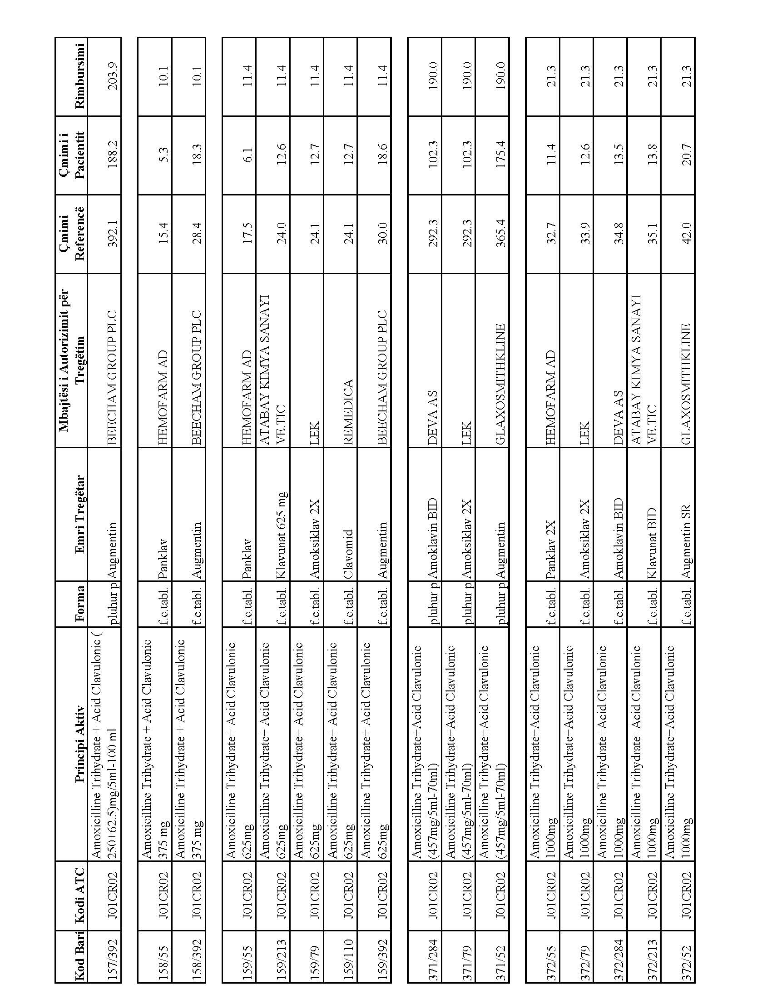 Kod Bari Kodi ATC Principi Aktiv Forma Emri Tregëtar Mbajtësi i Autorizimit për Tregëtim Çmimi Referencë Çmimi i Pacientit Rimbursimi
157/392 J01CR02 Amoxicilline Trihydrate + Acid Clavulonic ( 250+62.5)mg/5ml-100 ml pluhur p Augmentin BEECHAM GROUP PLC 392.1 188.2 203.9
158/55 J01CR02 Amoxicilline Trihydrate + Acid Clavulonic 375 mg f.c.tabl. Panklav HEMOFARM AD 15.4 5.3 10.1
158/392 J01CR02 Amoxicilline Trihydrate + Acid Clavulonic 375 mg f.c.tabl. Augmentin BEECHAM GROUP PLC 28.4 18.3 10.1
159/55 J01CR02 Amoxicilline Trihydrate+ Acid Clavulonic 625mg f.c.tabl. Panklav HEMOFARM AD 17.5 6.1 11.4
159/213 J01CR02 Amoxicilline Trihydrate+ Acid Clavulonic 625mg f.c.tabl. Klavunat 625 mg ATABAY KIMYA SANAYI VE.TIC 24.0 12.6 11.4
159/79 J01CR02 Amoxicilline Trihydrate+ Acid Clavulonic 625mg f.c.tabl. Amoksiklav 2X LEK 24.1 12.7 11.4
159/110 J01CR02 Amoxicilline Trihydrate+ Acid Clavulonic 625mg f.c.tabl. Clavomid REMEDICA 24.1 12.7 11.4
159/392 J01CR02 Amoxicilline Trihydrate+ Acid Clavulonic 625mg f.c.tabl. Augmentin BEECHAM GROUP PLC 30.0 18.6 11.4
371/284 J01CR02 Amoxicilline Trihydrate+Acid Clavulonic (457mg/5ml-70ml) pluhur p Amoklavin BID DEVA AS 292.3 102.3 190.0
371/79 J01CR02 Amoxicilline Trihydrate+Acid Clavulonic (457mg/5ml-70ml) pluhur p Amoksiklav 2X LEK 292.3 102.3 190.0
371/52 J01CR02 Amoxicilline Trihydrate+Acid Clavulonic (457mg/5ml-70ml) pluhur p Augmentin GLAXOSMITHKLINE 365.4 175.4 190.0
372/55 J01CR02 Amoxicilline Trihydrate+Acid Clavulonic 1000mg f.c.tabl. Panklav 2X HEMOFARM AD 32.7 11.4 21.3
372/79 J01CR02 Amoxicilline Trihydrate+Acid Clavulonic 1000mg f.c.tabl. Amoksiklav 2X LEK 33.9 12.6 21.3
372/284 J01CR02 Amoxicilline Trihydrate+Acid Clavulonic 1000mg f.c.tabl. Amoklavin BID DEVA AS 34.8 13.5 21.3
372/213 J01CR02 Amoxicilline Trihydrate+Acid Clavulonic 1000mg f.c.tabl. Klavunat BID ATABAY KIMYA SANAYI VE.TIC 35.1 13.8 21.3
372/52 J01CR02 Amoxicilline Trihydrate+Acid Clavulonic 1000mg f.c.tabl. Augmentin SR GLAXOSMITHKLINE 42.0 20.7 21.3